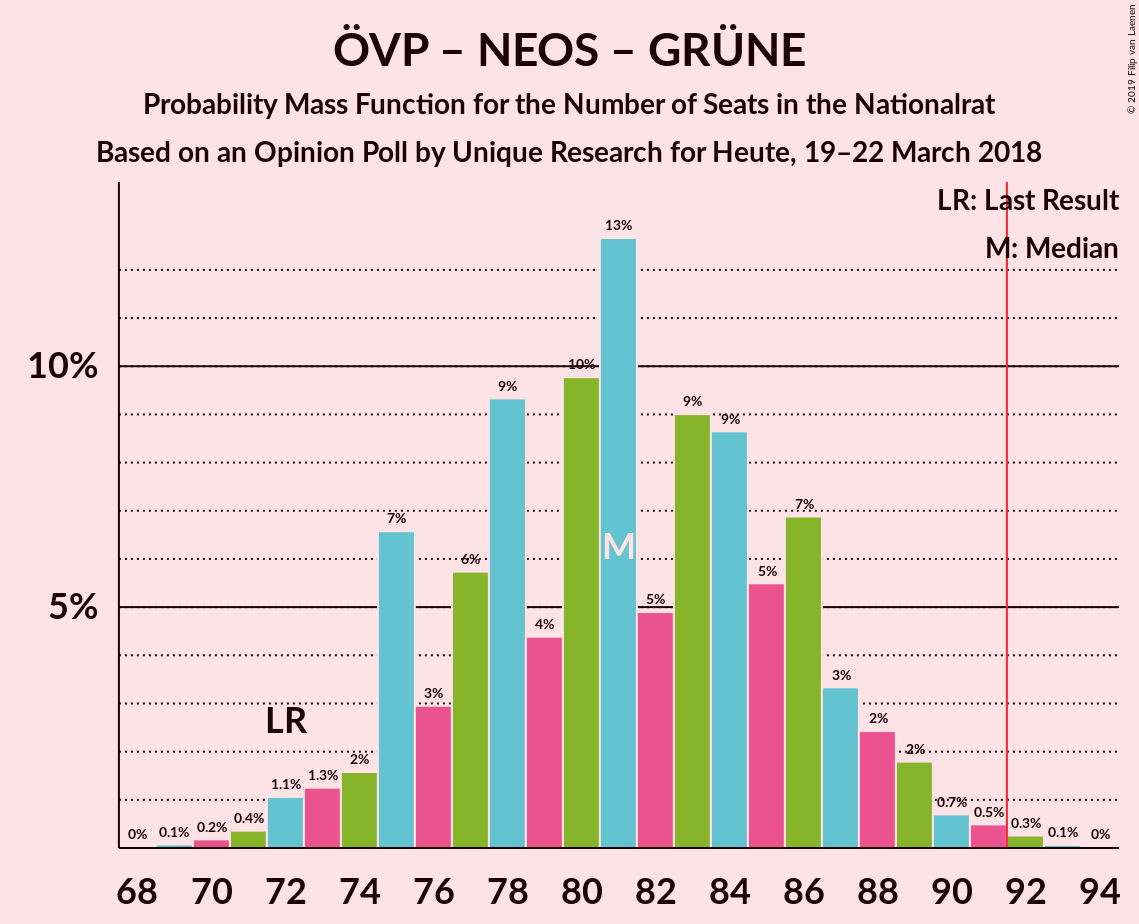 ÖVP – NEOS – GRÜNE
Probability Mass Function for the Number of Seats in the Nationalrat
Based on an Opinion Poll by Unique Research for Heute, 19–22 March 2018
© 2019 Filip van Laenen
LR: Last Result
M: Median
10%
5%
0% 0.1% 0.2% 0.4% 1.1% 1.3% 2% 7% 3% 6% 9% 4% 10% 13% 5% 9% 9% 5% 7% 3% 2% 2% 0.7% 0.5% 0.3% 0.1% 0%
LR
M
68 70 72 74 76 78 80 82 84 86 88 90 92 94